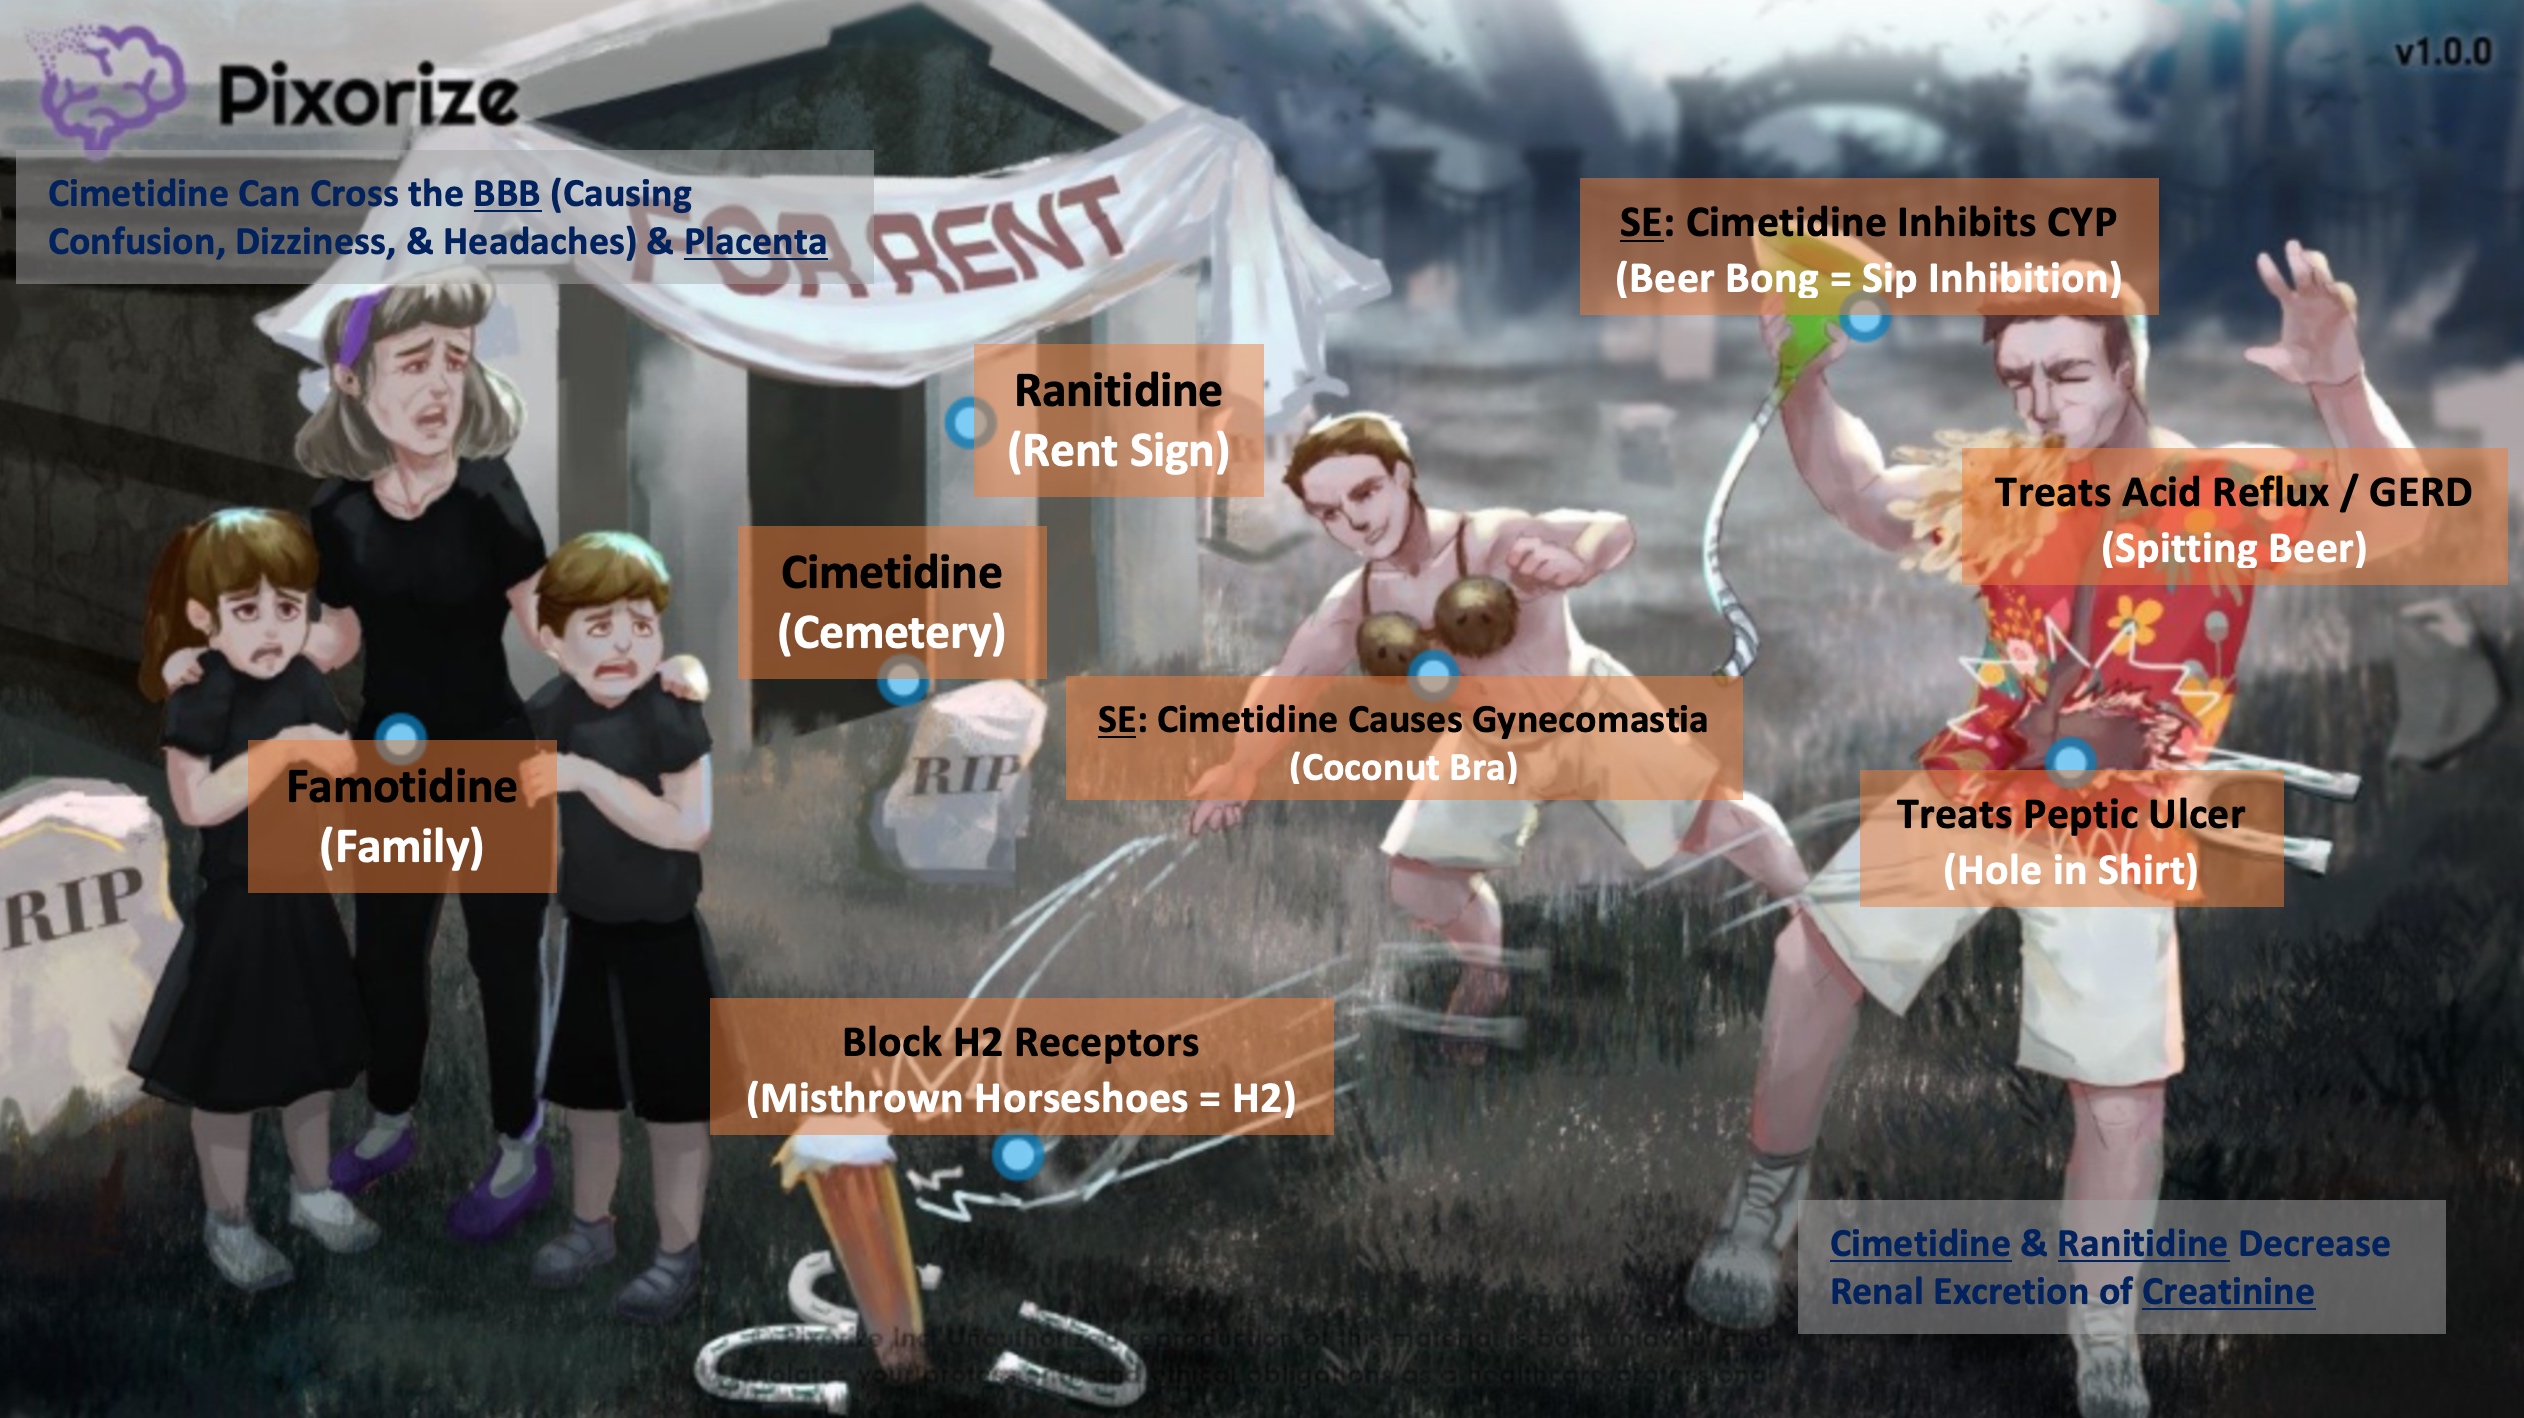 Pixorize
v1.0.0
Cimetidine Can Cross the BBB (Causing
Confusion, Dizziness, & Headaches) & Placenta
FOR RENT
SE: Cimetidine Inhibits CYP
(Beer Bong = Sip Inhibition)
Ranitidine
(Rent Sign)
RIP
Treats Acid Reflux / GERD
(Spitting Beer)
Cimetidine
(Cemetery)
SE: Cimetidine Causes Gynecomastia
(Coconut Bra)
RIP
Famotidine
(Family)
Treats Peptic Ulcer
(Hole in Shirt)
RIP
Block H2 Receptors
(Misthrown Horseshoes = H2)
Cimetidine & Ranitidine Decrease
Renal Excretion of Creatinine
Pixorize Inc. Unauthorized reproduction of this material is both unlawful and
violates your professional and ethical obligations as a healthcare professional